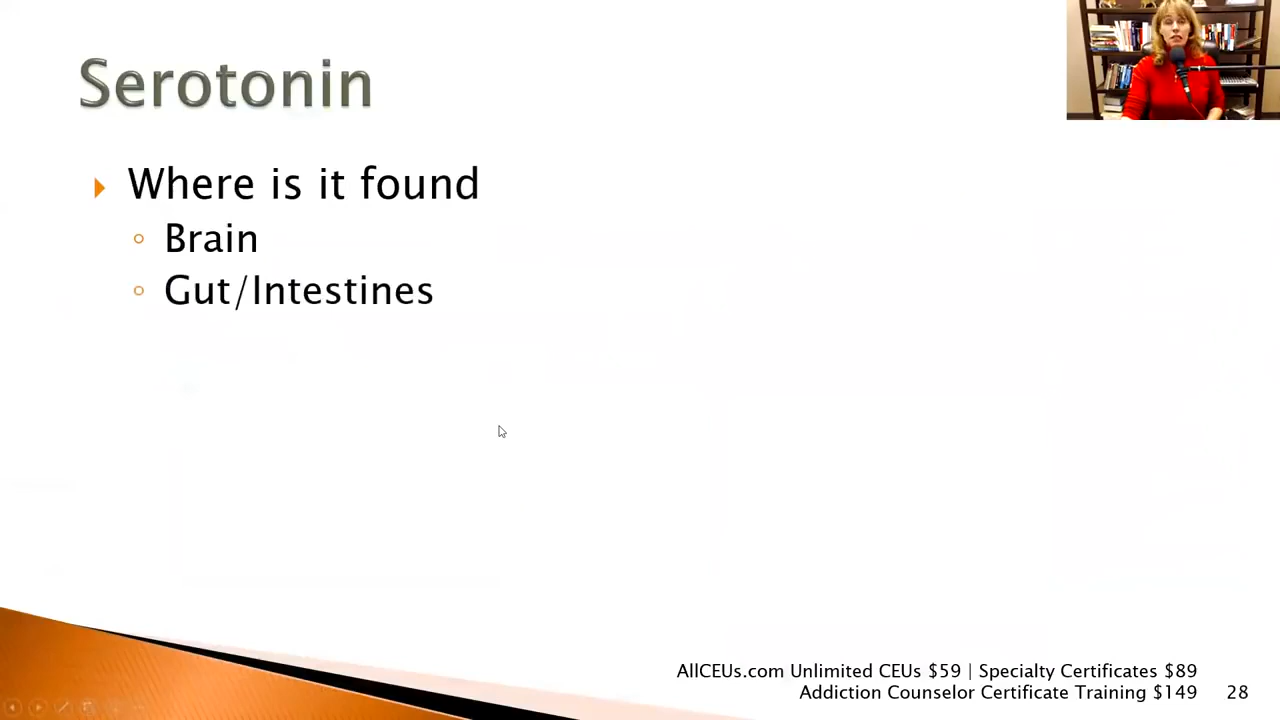 Serotonin
Where is it found
Brain
Gut/Intestines
AllCEUs.com Unlimited CEUs $59 | Specialty Certificates $89
Addiction Counselor Certificate Training $149
28